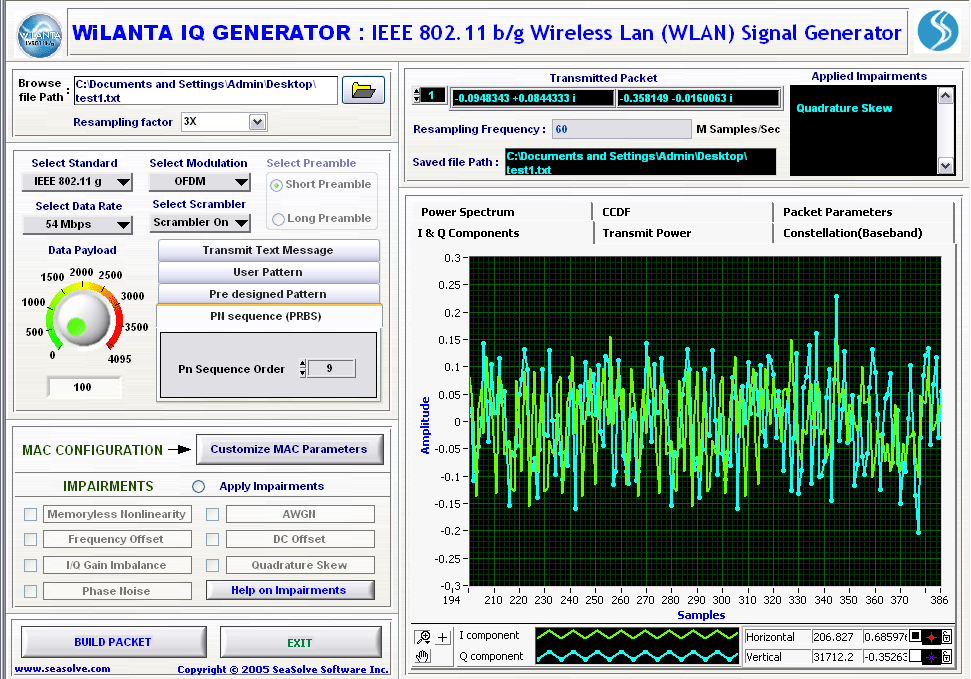 WiLANTA
WiLANTA IQ GENERATOR : IEEE 802.11 b/g Wireless Lan (WLAN) Signal Generator
Browse
file Path :
C:\Documents and Settings\Admin\Desktop\
test1.txt
Resampling factor 3X
Transmitted Packet
1 -0.0948343 +0.0844333 i -0.358149 -0.0160063 i
Resampling Frequency : 60 M Samples/Sec
Saved file Path : C:\Documents and Settings\Admin\Desktop\
test1.txt
Applied Impairments
Quadrature Skew
Select Standard Select Modulation Select Preamble
IEEE 802.11 g OFDM Short Preamble
Select Data Rate Select Scrambler
54 Mbps Scrambler On Long Preamble
Data Payload
0 500 1000 1500 2000 2500 3000 3500 4095
100
Transmit Text Message
User Pattern
Pre designed Pattern
PN sequence (PRBS)
Pn Sequence Order 9
MAC CONFIGURATION Customize MAC Parameters
IMPAIRMENTS Apply Impairments
Memoryless Nonlinearity AWGN
Frequency Offset DC Offset
I/Q Gain Imbalance Quadrature Skew
Phase Noise Help on Impairments
BUILD PACKET EXIT
www.seasolve.com Copyright © 2005 SeaSolve Software Inc.
Power Spectrum CCDF Packet Parameters
I & Q Components Transmit Power Constellation(Baseband)
Amplitude
0.3
0.25
0.2
0.15
0.1
0.05
0
-0.05
-0.1
-0.15
-0.2
-0.25
-0.3
194 210 220 230 240 250 260 270 280 290 300 310 320 330 340 350 360 370 386
Samples
I component
Q component
Horizontal 206.827 0.68597
Vertical 31712.2 -0.35263